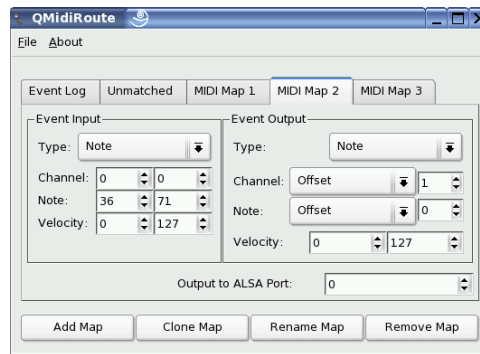 QMidiRoute
File About
Event Log Unmatched MIDI Map 1 MIDI Map 2 MIDI Map 3
Event Input
Type: Note
Channel: 0 0
Note: 36 71
Velocity: 0 127
Event Output
Type: Note
Channel: Offset 1
Note: Offset 0
Velocity: 0 127
Output to ALSA Port: 0
Add Map Clone Map Rename Map Remove Map